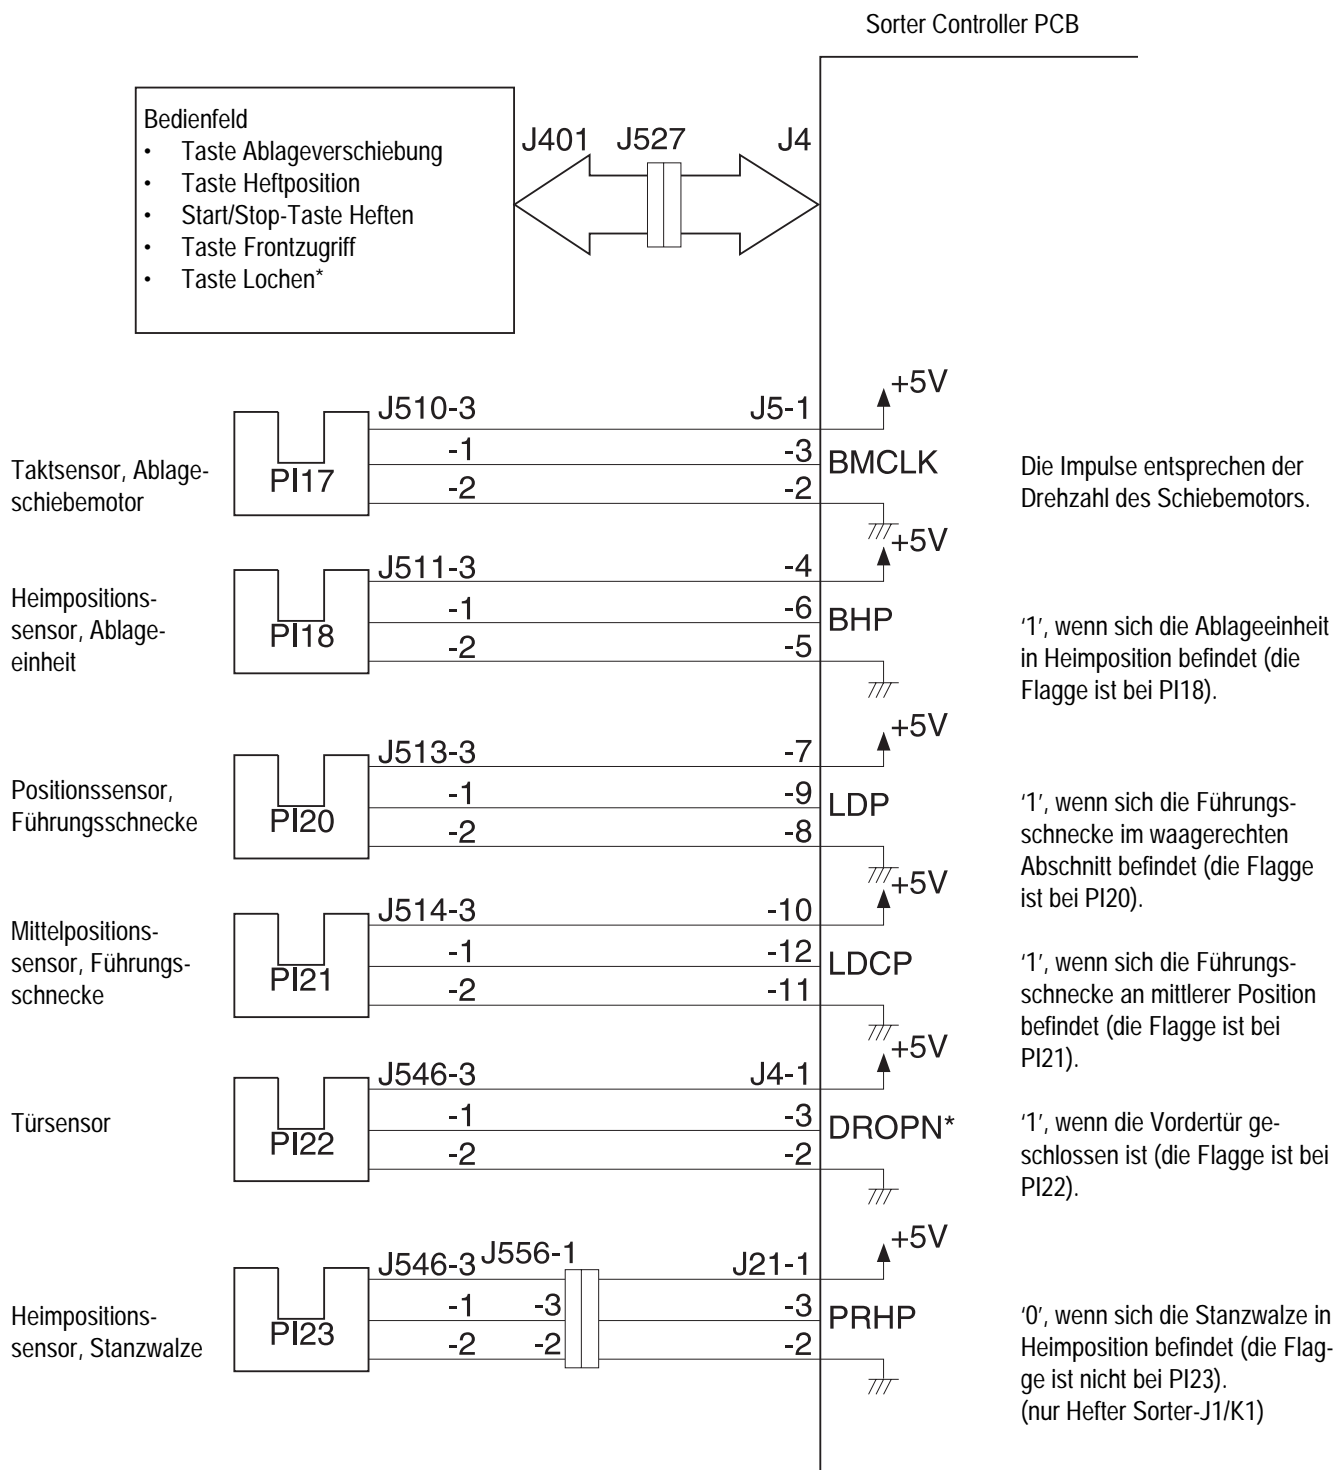 Sorter Controller PCB
Bedienfeld
• Taste Ablageverschiebung
• Taste Heftposition
• Start/Stop-Taste Heften
• Taste Frontzugriff
• Taste Lochen*
J401 J527 J4
Taktsensor, Ablage-
schiebemotor
PI17
J510-3 J5-1 +5V
-1 -3 BMCLK
-2 -2
Die Impulse entsprechen der
Drehzahl des Schiebemotors.
Heimpositions-
sensor, Ablage-
einheit
PI18
J511-3 -4 +5V
-1 -6 BHP
-2 -5
‘1’, wenn sich die Ablageeinheit
in Heimposition befindet (die
Flagge ist bei PI18).
Positionssensor,
Führungsschnecke
PI20
J513-3 -7 +5V
-1 -9 LDP
-2 -8
‘1’, wenn sich die Führungs-
schnecke im waagerechten
Abschnitt befindet (die Flagge
ist bei PI20).
Mittelpositions-
sensor, Führungs-
schnecke
PI21
J514-3 -10 +5V
-1 -12 LDCP
-2 -11
‘1’, wenn sich die Führungs-
schnecke an mittlerer Position
befindet (die Flagge ist bei
PI21).
Türsensor
PI22
J546-3 J4-1 +5V
-1 -3 DROPN*
-2 -2
‘1’, wenn die Vordertür ge-
schlossen ist (die Flagge ist bei
PI22).
Heimpositions-
sensor, Stanzwalze
PI23
J546-3 J556-1 J21-1 +5V
-1 -3 -3 PRHP
-2 -2 -2
‘0’, wenn sich die Stanzwalze in
Heimposition befindet (die Flag-
ge ist nicht bei PI23).
(nur Hefter Sorter-J1/K1)